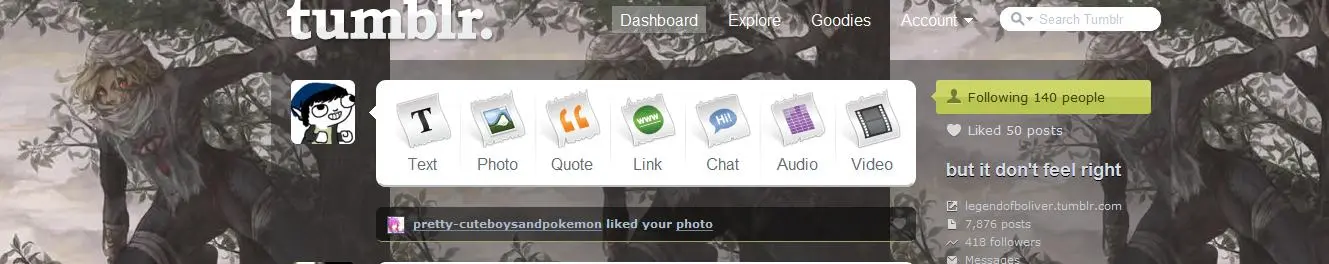 tumblr.
Dashboard Explore Goodies Account Search Tumblr
T www Hi!
Text Photo Quote Link Chat Audio Video
Following 140 people
Liked 50 posts
but it don't feel right
legendofboliver.tumblr.com
7,876 posts
418 followers
Messages
pretty-cuteboysandpokemon liked your photo